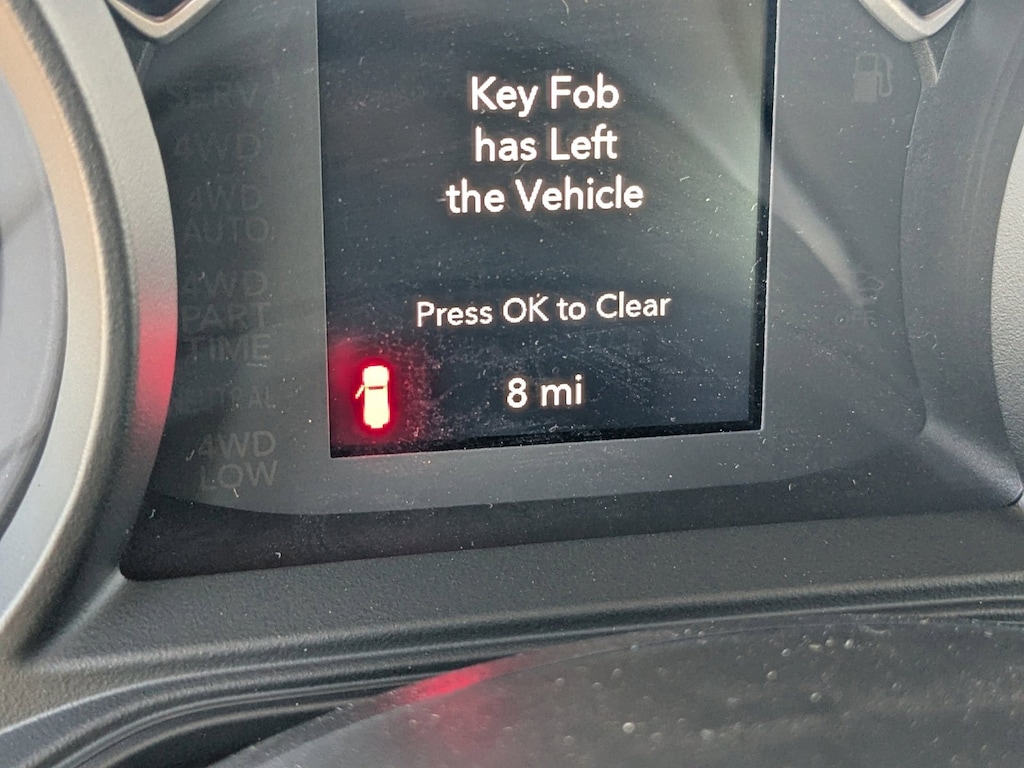 Key Fob
has Left
the Vehicle
Press OK to Clear
8 mi
SERV
4WD
4WD
AUTO
4WD
PART
TIME
4WD
LOW